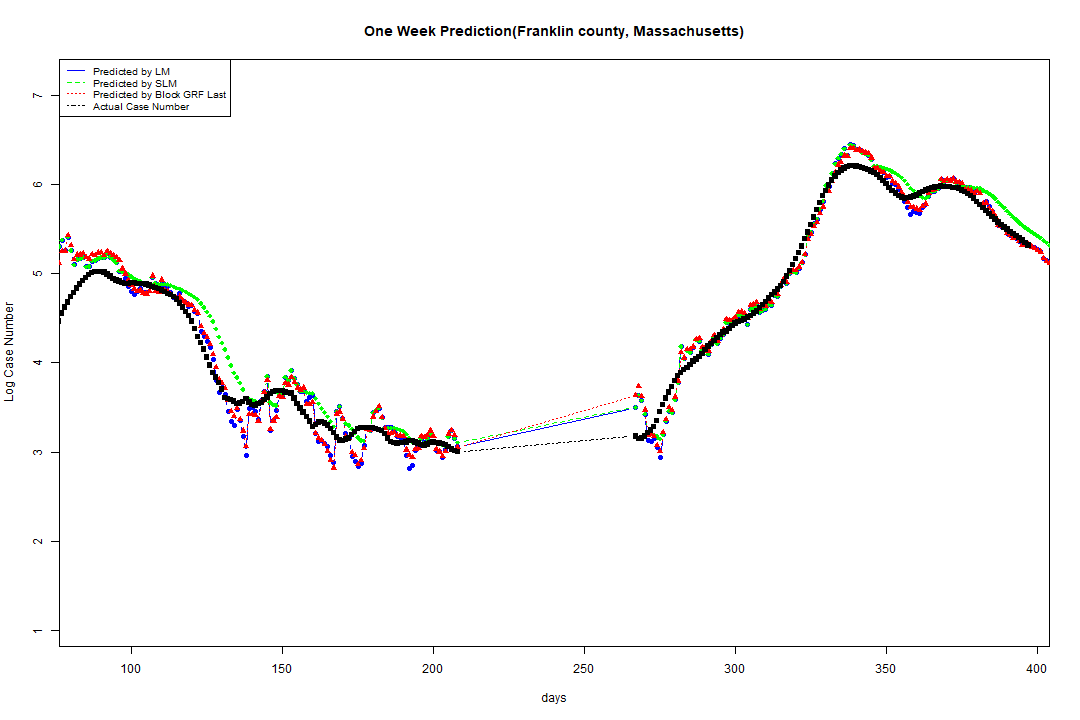 One Week Prediction(Franklin county, Massachusetts)
Predicted by LM
Predicted by SLM
Predicted by Block GRF Last
Actual Case Number
7
6
5
4
3
2
1
Log Case Number
100 150 200 250 300 350 400
days